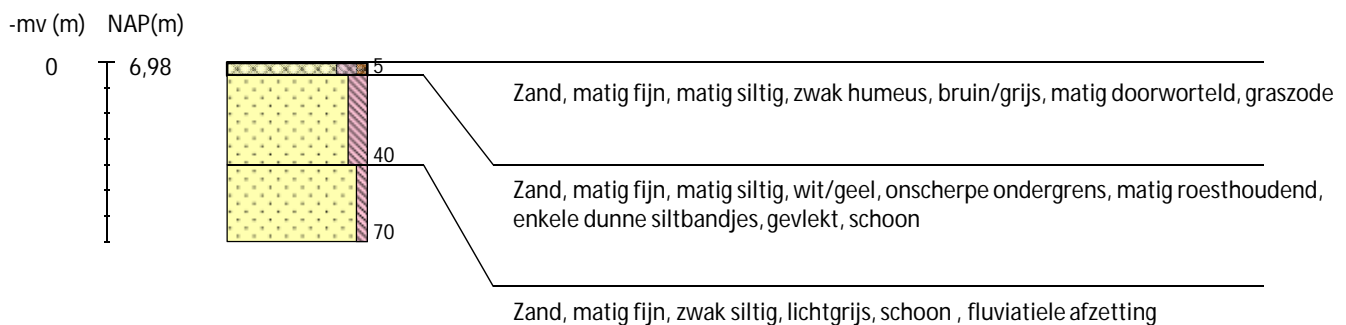 -mv (m) NAP(m)
0 6,98
5
Zand, matig fijn, matig siltig, zwak humeus, bruin/grijs, matig doorworteld, graszode
40
Zand, matig fijn, matig siltig, wit/geel, onscherpe ondergrens, matig roesthoudend,
enkele dunne siltbandjes, gevlekt, schoon
70
Zand, matig fijn, zwak siltig, lichtgrijs, schoon , fluviatiele afzetting